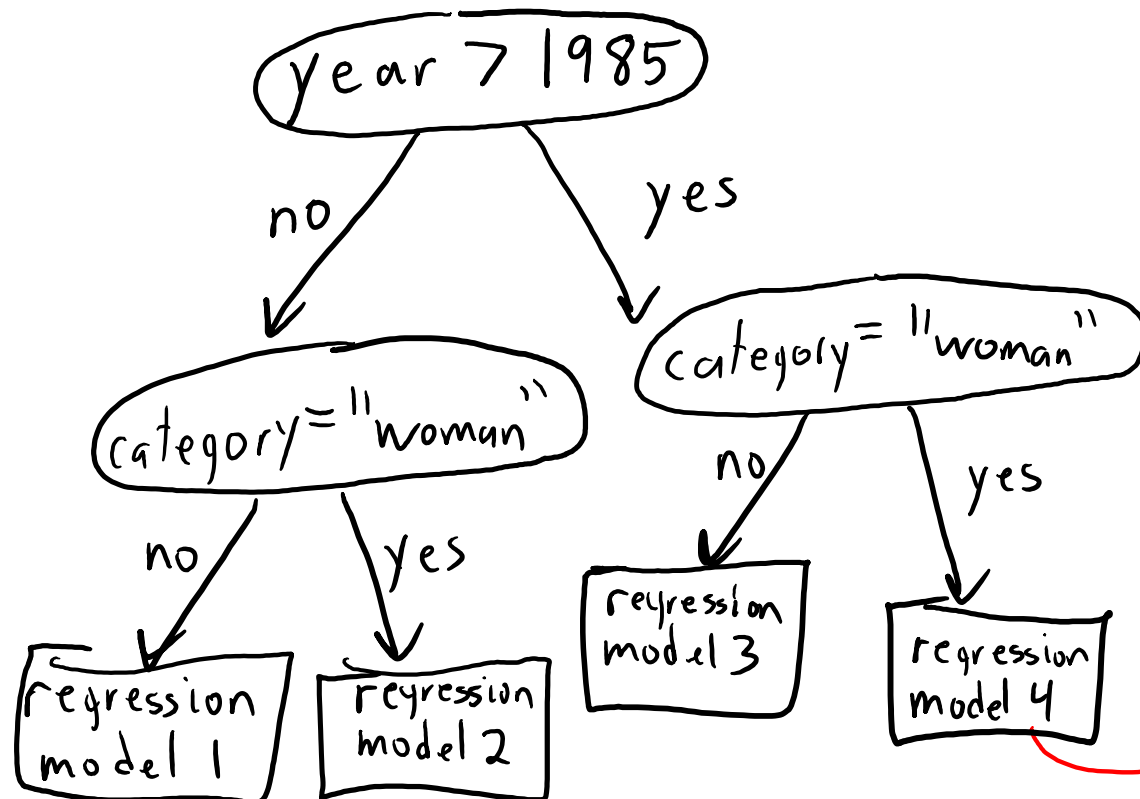 year > 1985
no
yes
category = "woman"
category = "woman"
no
yes
no
yes
regression
model 3
regression
model 4
regression
model 1
regression
model 2